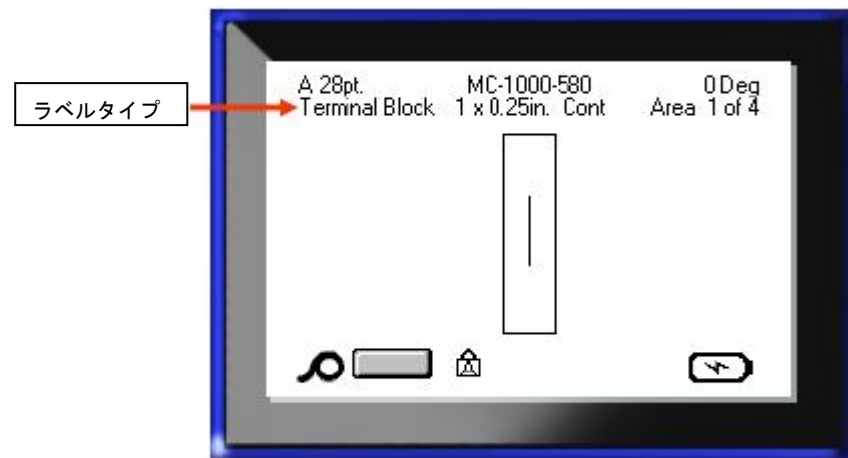 A 28pt. MC-1000-580 0 Deg
ラベルタイプ
Terminal Block 1 x 0.25in. Cont Area 1 of 4